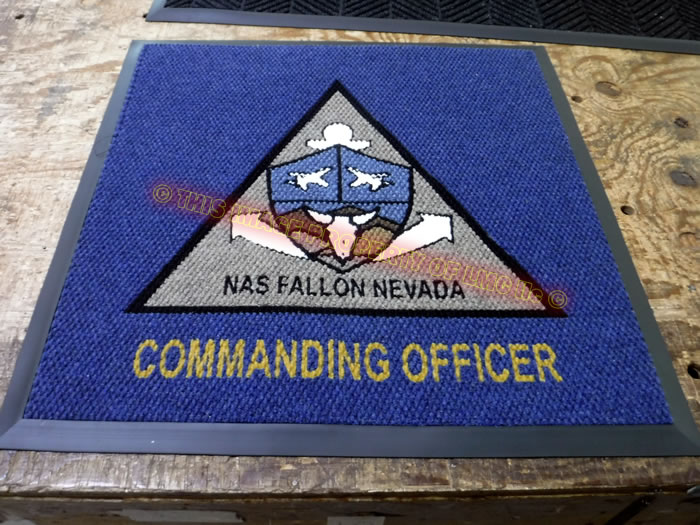 NAS FALLON NEVADA
COMMANDING OFFICER